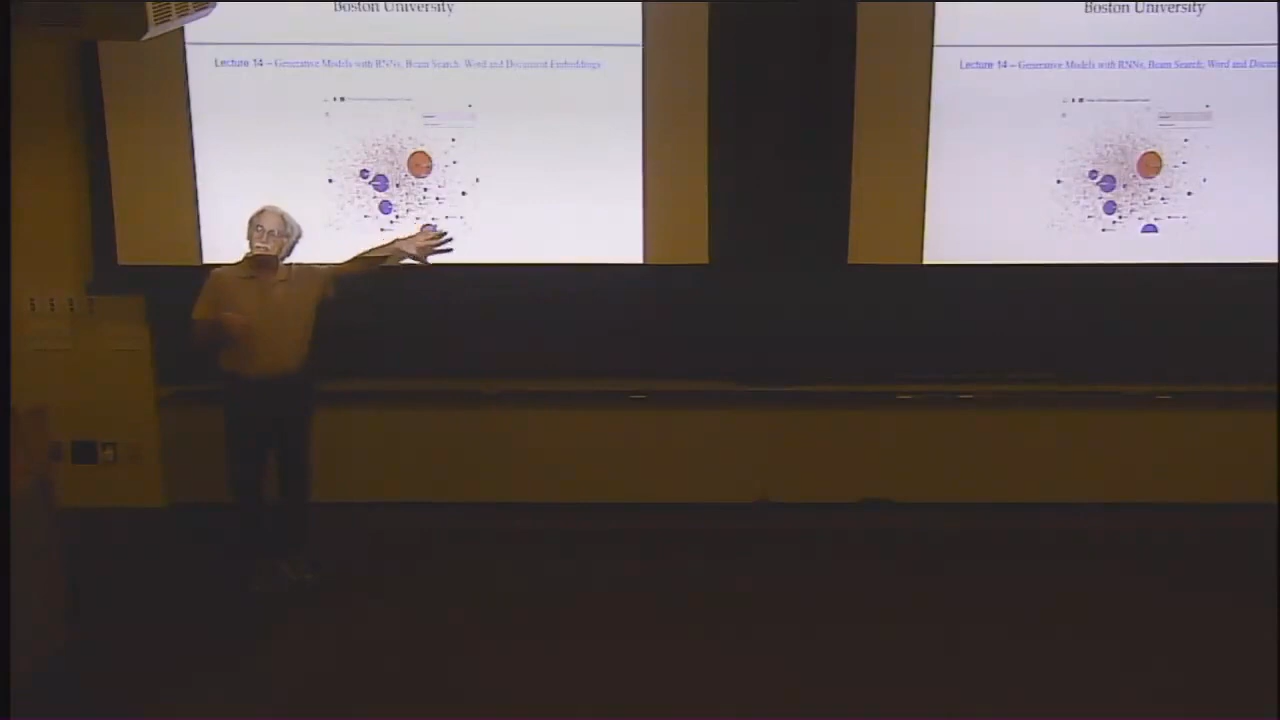 Boston University
Lecture 14 – Generative Models with RNNs, Beam Search; Word and Document Embeddings
Boston University
Lecture 14 – Generative Models with RNNs, Beam Search; Word and Docum